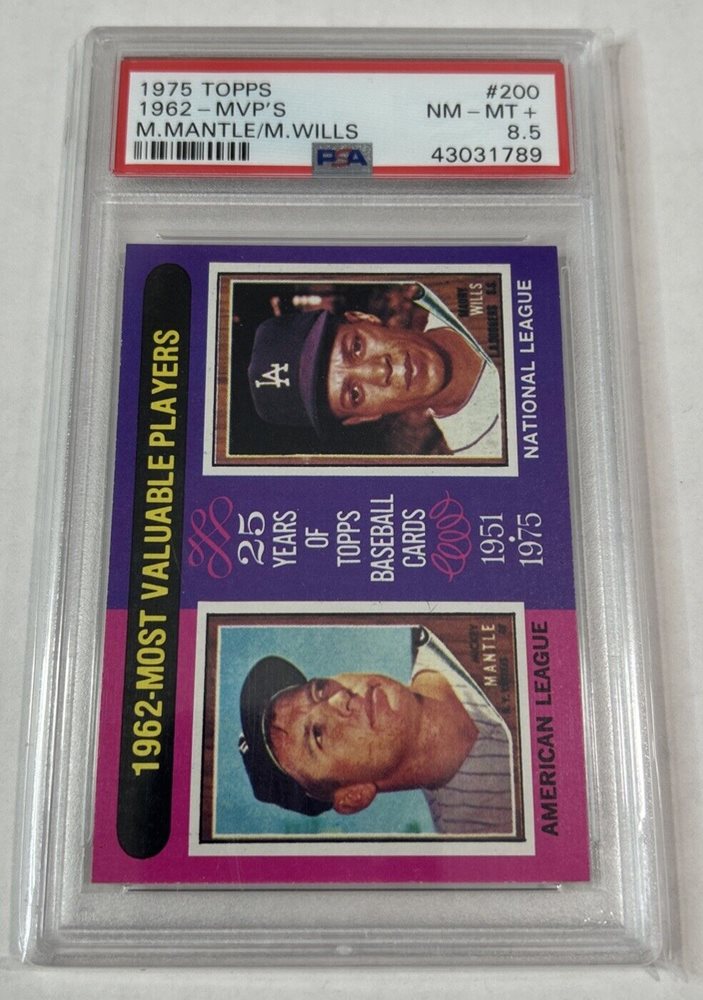 1975 TOPPS #200
1962-MVP'S NM-MT+
M.MANTLE/M.WILLS 8.5
PSA 43031789
1962-MOST VALUABLE PLAYERS
25
YEARS
OF
TOPPS
BASEBALL
CARDS
1951
1975
MICKEY
MANTLE
AMERICAN LEAGUE
LA
MAURY
WILLS
NATIONAL LEAGUE